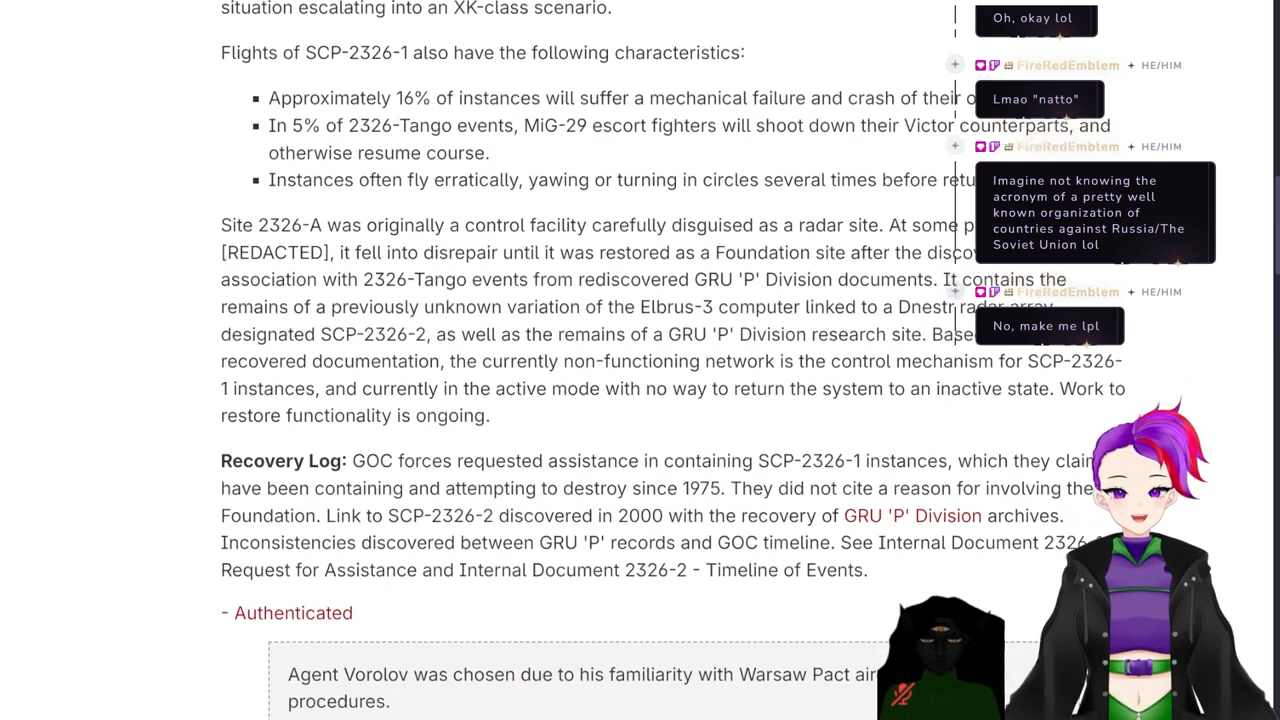 situation escalating into an XK-class scenario.
Flights of SCP-2326-1 also have the following characteristics:
Approximately 16% of instances will suffer a mechanical failure and crash of their o
In 5% of 2326-Tango events, MiG-29 escort fighters will shoot down their Victor counterparts, and
otherwise resume course.
Instances often fly erratically, yawing or turning in circles several times before retu
Site 2326-A was originally a control facility carefully disguised as a radar site. At some p
[REDACTED], it fell into disrepair until it was restored as a Foundation site after the disco
association with 2326-Tango events from rediscovered GRU 'P' Division documents. It contains the
remains of a previously unknown variation of the Elbrus-3 computer linked to a Dnestr radar array
designated SCP-2326-2, as well as the remains of a GRU 'P' Division research site. Base
recovered documentation, the currently non-functioning network is the control mechanism for SCP-2326-
1 instances, and currently in the active mode with no way to return the system to an inactive state. Work to
restore functionality is ongoing.
Recovery Log: GOC forces requested assistance in containing SCP-2326-1 instances, which they claim
have been containing and attempting to destroy since 1975. They did not cite a reason for involving the
Foundation. Link to SCP-2326-2 discovered in 2000 with the recovery of GRU 'P' Division archives.
Inconsistencies discovered between GRU 'P' records and GOC timeline. See Internal Document 2326-
Request for Assistance and Internal Document 2326-2 - Timeline of Events.
- Authenticated
Agent Vorolov was chosen due to his familiarity with Warsaw Pact air
procedures.
Oh, okay lol
FireRedEmblem + HE/HIM
Lmao "natto"
FireRedEmblem + HE/HIM
Imagine not knowing the
acronym of a pretty well
known organization of
countries against Russia/The
Soviet Union lol
FireRedEmblem + HE/HIM
No, make me lpl